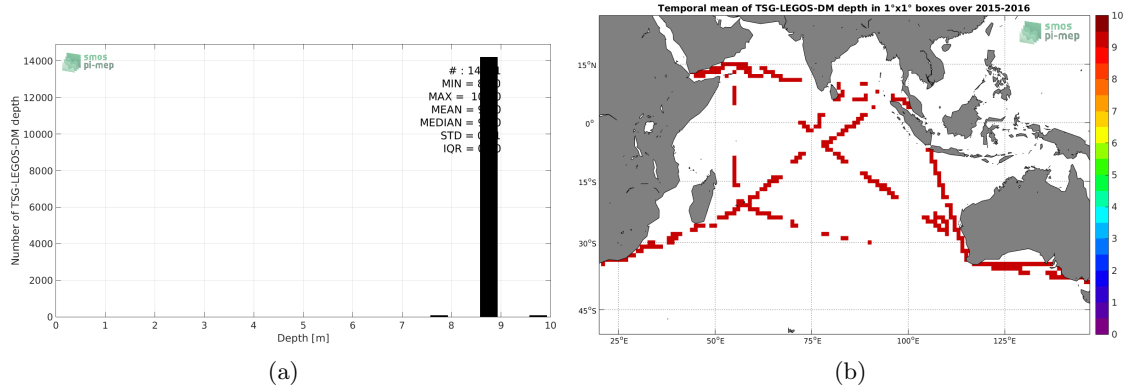 smos
pi-mep
Number of TSG-LEGOS-DM depth
14000
12000
10000
8000
6000
4000
2000
0
# : 14
MIN =
MAX =
MEAN =
MEDIAN =
STD =
IQR =
0 1 2 3 4 5 6 7 8 9 10
Depth [m]
(a)
Temporal mean of TSG-LEGOS-DM depth in 1°x1° boxes over 2015-2016
smos
pi-mep
15°N
0°
15°S
30°S
45°S
25°E 50°E 75°E 100°E 125°E
10
9
8
7
6
5
4
3
2
1
0
(b)